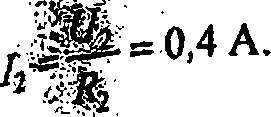 I₂ = U₂/R₂ = 0,4 A.